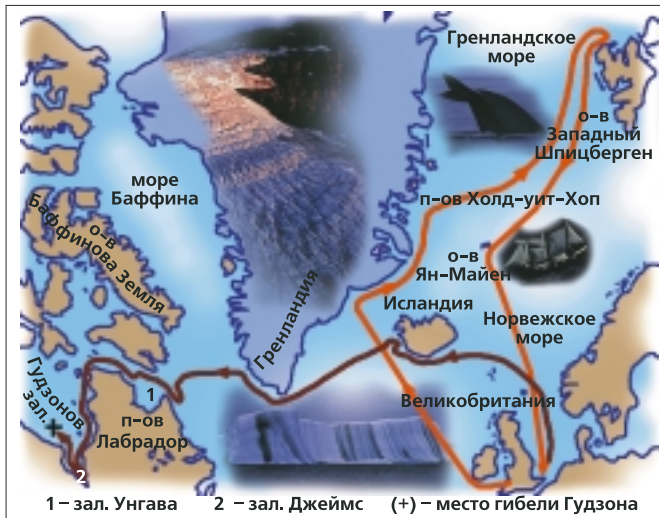 Гренландское
море
о-в
Западный
Шпицберген
море
Баффина
п-ов Холд-уит-Хоп
о-в
Баффинова Земля
о-в
Ян-Майен
Исландия
Гренландия
Норвежское
море
Гудзонов
зал.
1
п-ов
Лабрадор
Великобритания
2
1 – зал. Унгава 2 – зал. Джеймс (+) – место гибели Гудзона